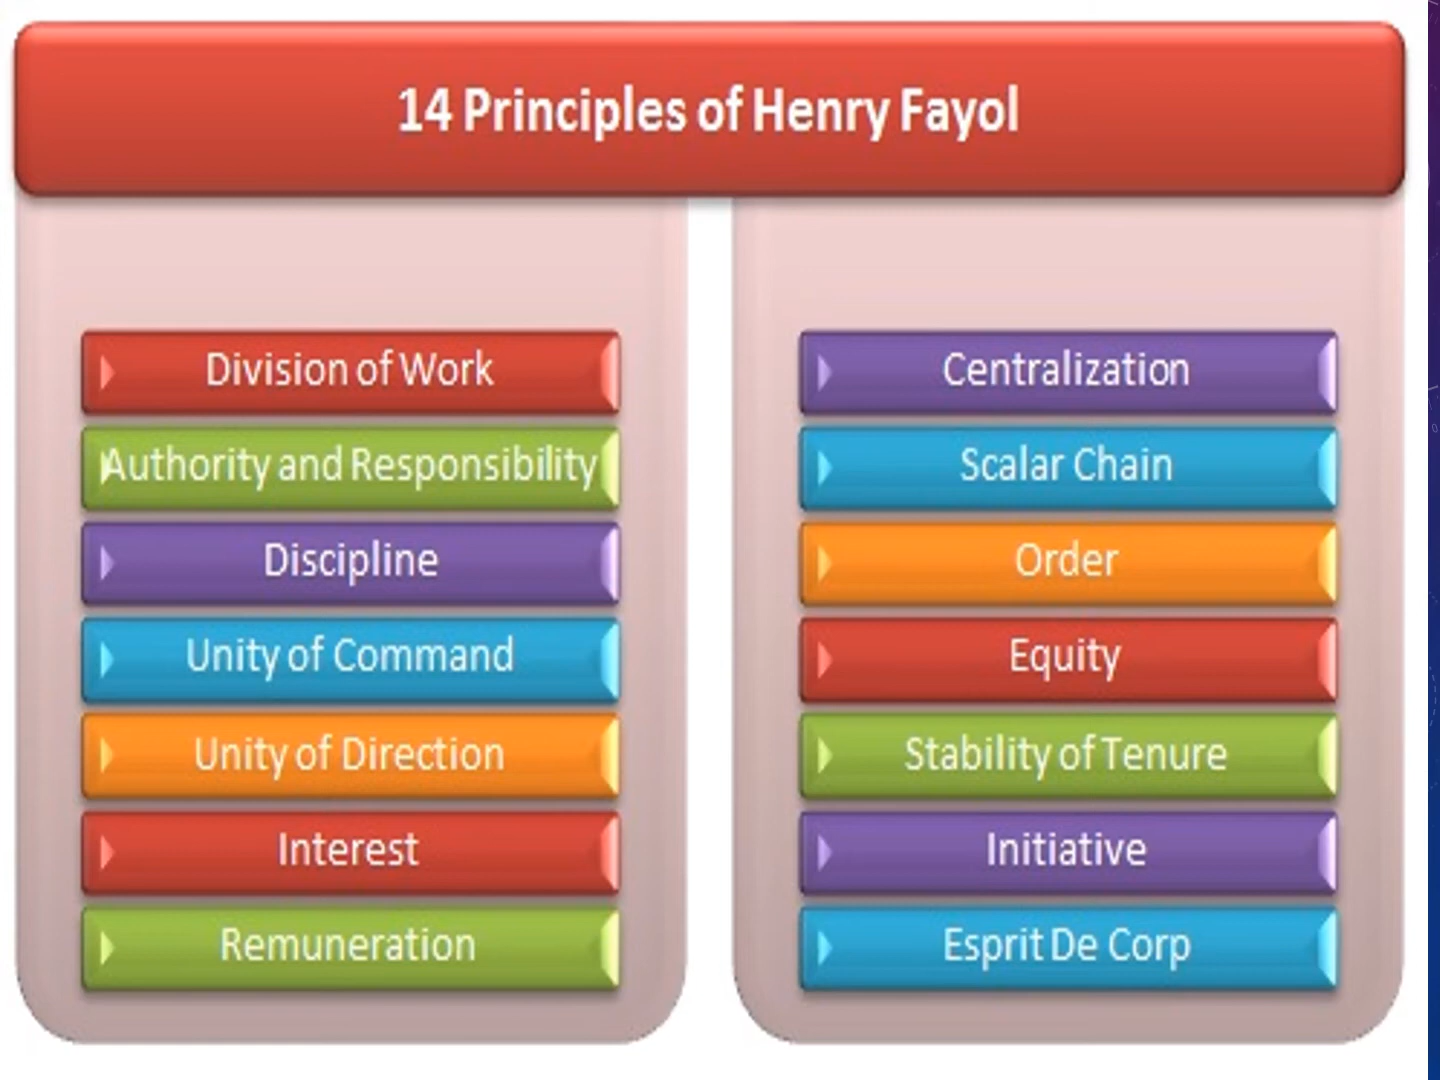 14 Principles of Henry Fayol
Division of Work
Authority and Responsibility
Discipline
Unity of Command
Unity of Direction
Interest
Remuneration
Centralization
Scalar Chain
Order
Equity
Stability of Tenure
Initiative
Esprit De Corp